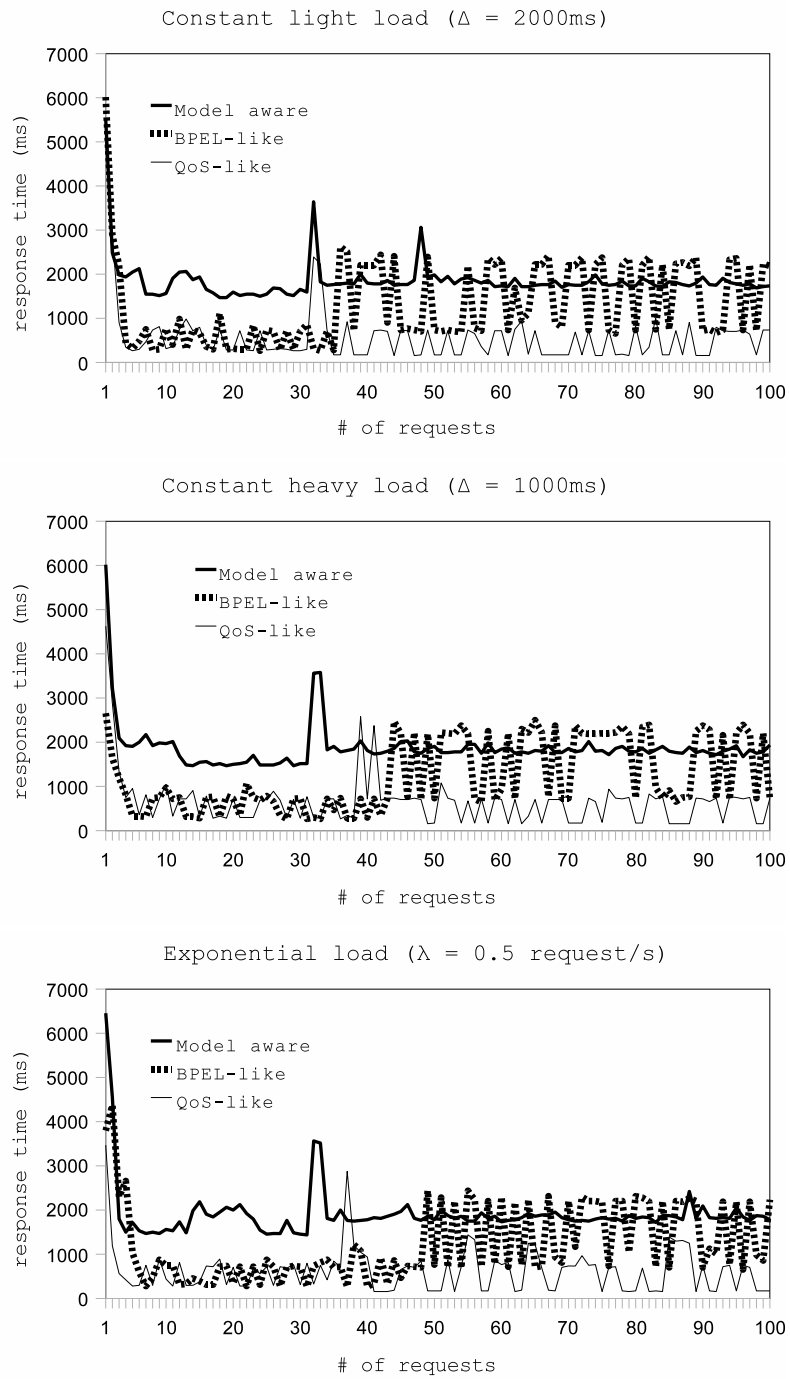 Constant light load (Δ = 2000ms)
7000
6000
5000
4000
3000
2000
1000
0
response time (ms)
Model aware
BPEL-like
QoS-like
1 10 20 30 40 50 60 70 80 90 100
# of requests
Constant heavy load (Δ = 1000ms)
7000
6000
5000
4000
3000
2000
1000
0
response time (ms)
Model aware
BPEL-like
QoS-like
1 10 20 30 40 50 60 70 80 90 100
# of requests
Exponential load (λ = 0.5 request/s)
7000
6000
5000
4000
3000
2000
1000
0
response time (ms)
Model aware
BPEL-like
QoS-like
1 10 20 30 40 50 60 70 80 90 100
# of requests